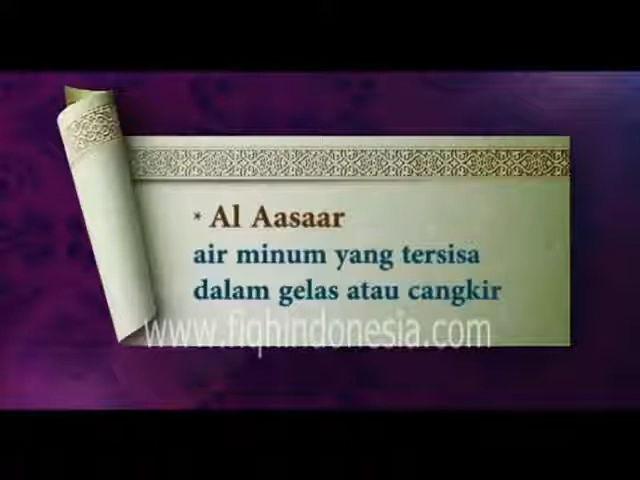 * Al Aasaar
air minum yang tersisa
dalam gelas atau cangkir
www.fiqhindonesia.com